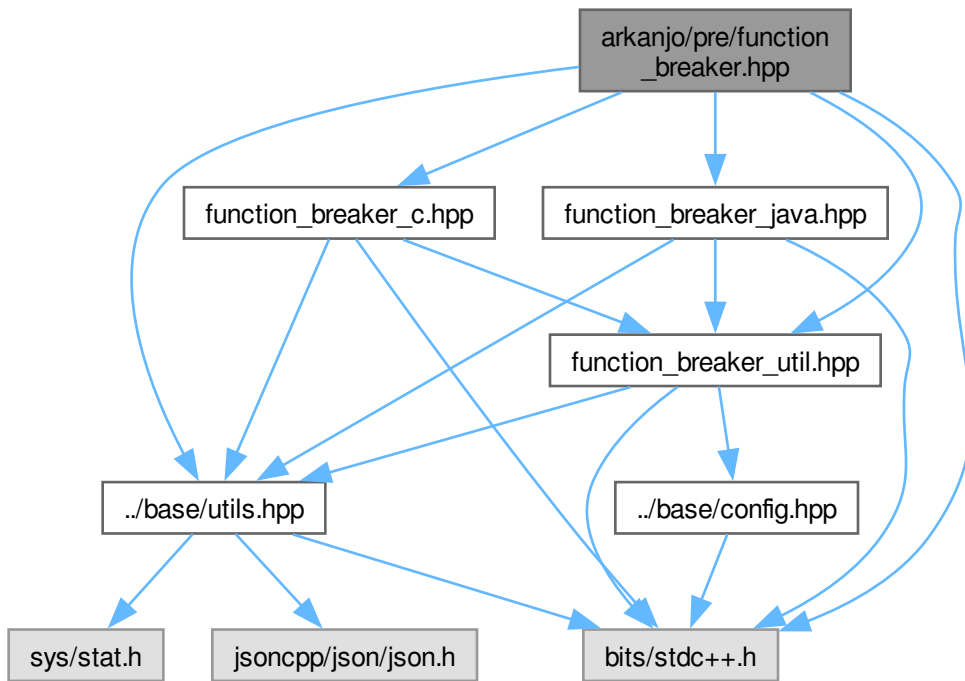 arkanjo/pre/function
_breaker.hpp
function_breaker_c.hpp
function_breaker_java.hpp
function_breaker_util.hpp
../base/utils.hpp
../base/config.hpp
sys/stat.h
jsoncpp/json/json.h
bits/stdc++.h